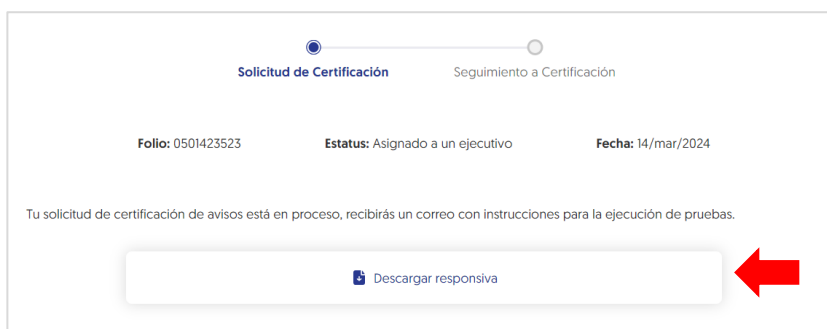 Solicitud de Certificación Seguimiento a Certificación
Folio: 0501423523 Estatus: Asignado a un ejecutivo Fecha: 14/mar/2024
Tu solicitud de certificación de avisos está en proceso, recibirás un correo con instrucciones para la ejecución de pruebas.
Descargar responsiva